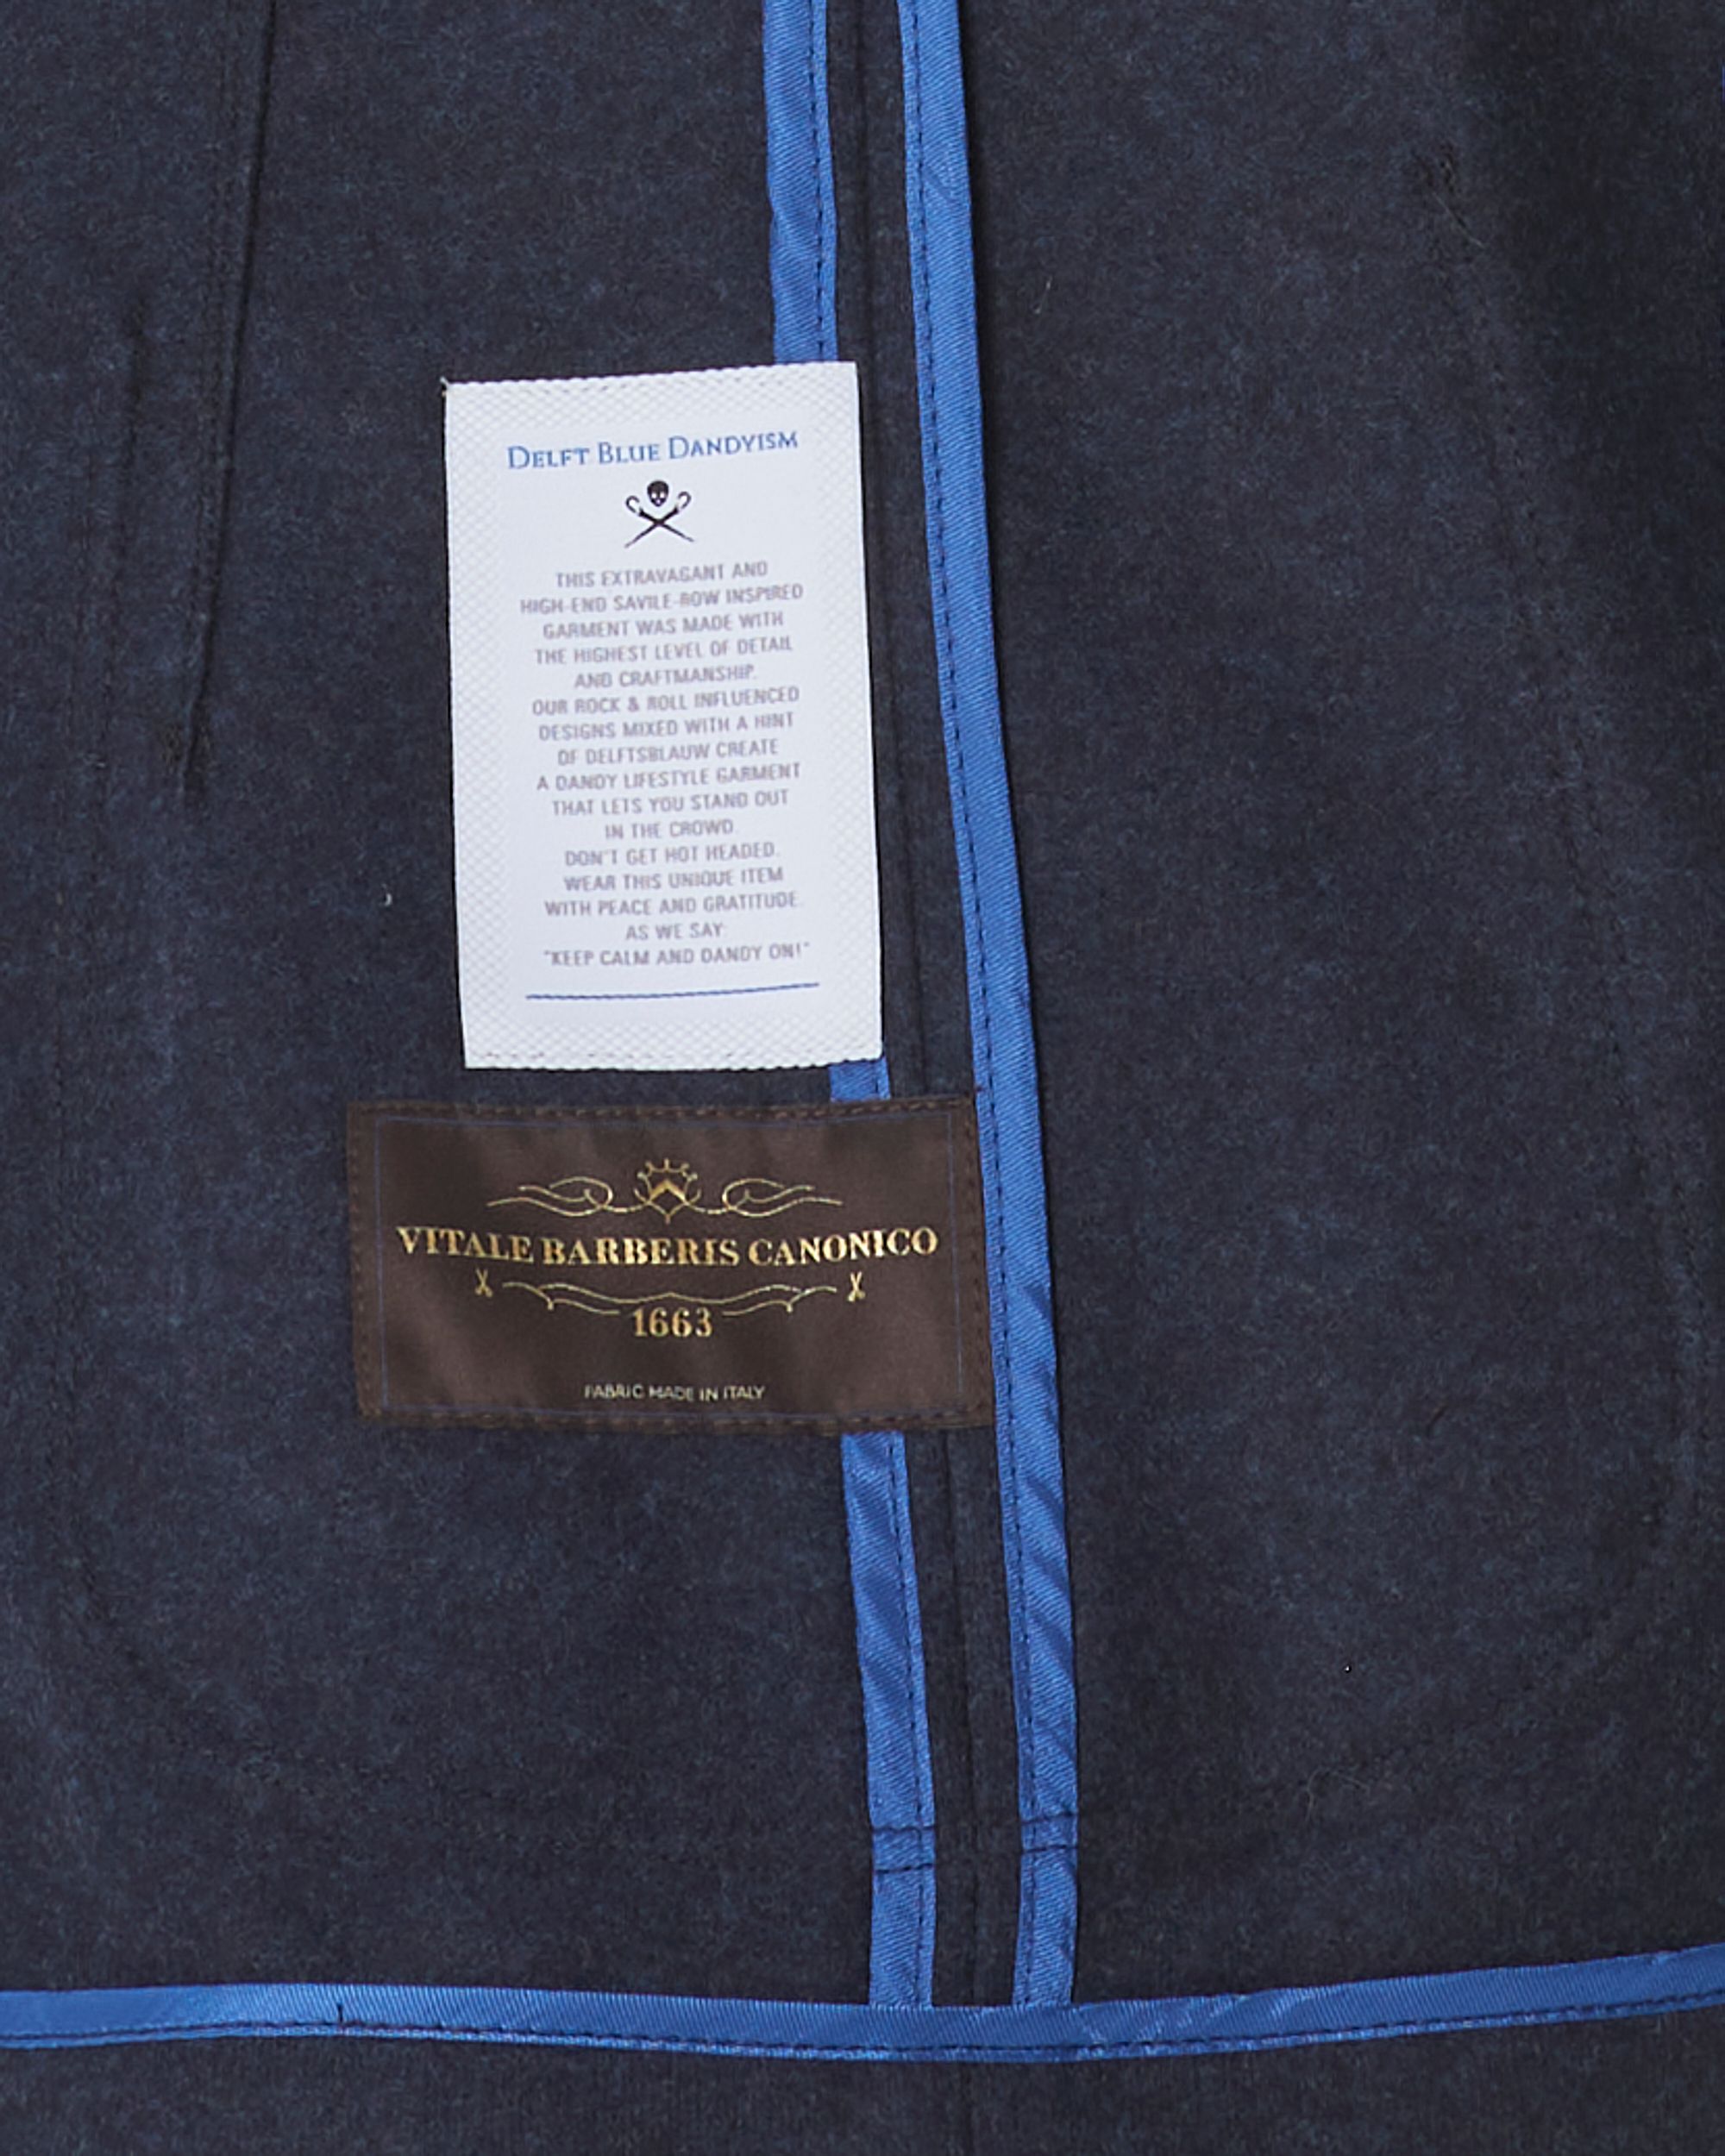 DELFT BLUE DANDYISM
THIS EXTRAVAGANT AND
HIGH-END SAVILE-ROW INSPIRED
GARMENT WAS MADE WITH
THE HIGHEST LEVEL OF DETAIL
AND CRAFTMANSHIP.
OUR ROCK & ROLL INFLUENCED
DESIGNS MIXED WITH A HINT
OF DELFTSBLAUW CREATE
A DANDY LIFESTYLE GARMENT
THAT LETS YOU STAND OUT
IN THE CROWD.
DON'T GET HOT HEADED.
WEAR THIS UNIQUE ITEM
WITH PEACE AND GRATITUDE.
AS WE SAY:
"KEEP CALM AND DANDY ON!"
VITALE BARBERIS CANONICO
1663
FABRIC MADE IN ITALY